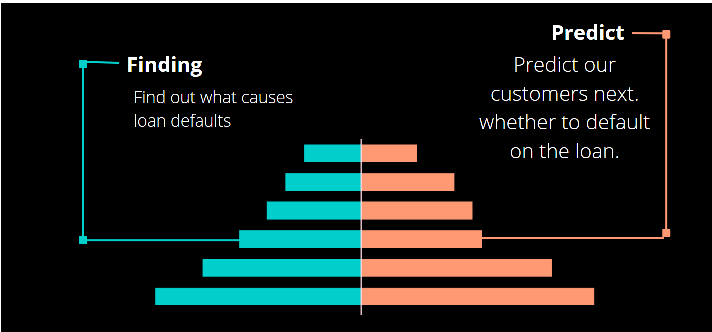 Finding
Find out what causes
loan defaults
Predict
Predict our
customers next.
whether to default
on the loan.